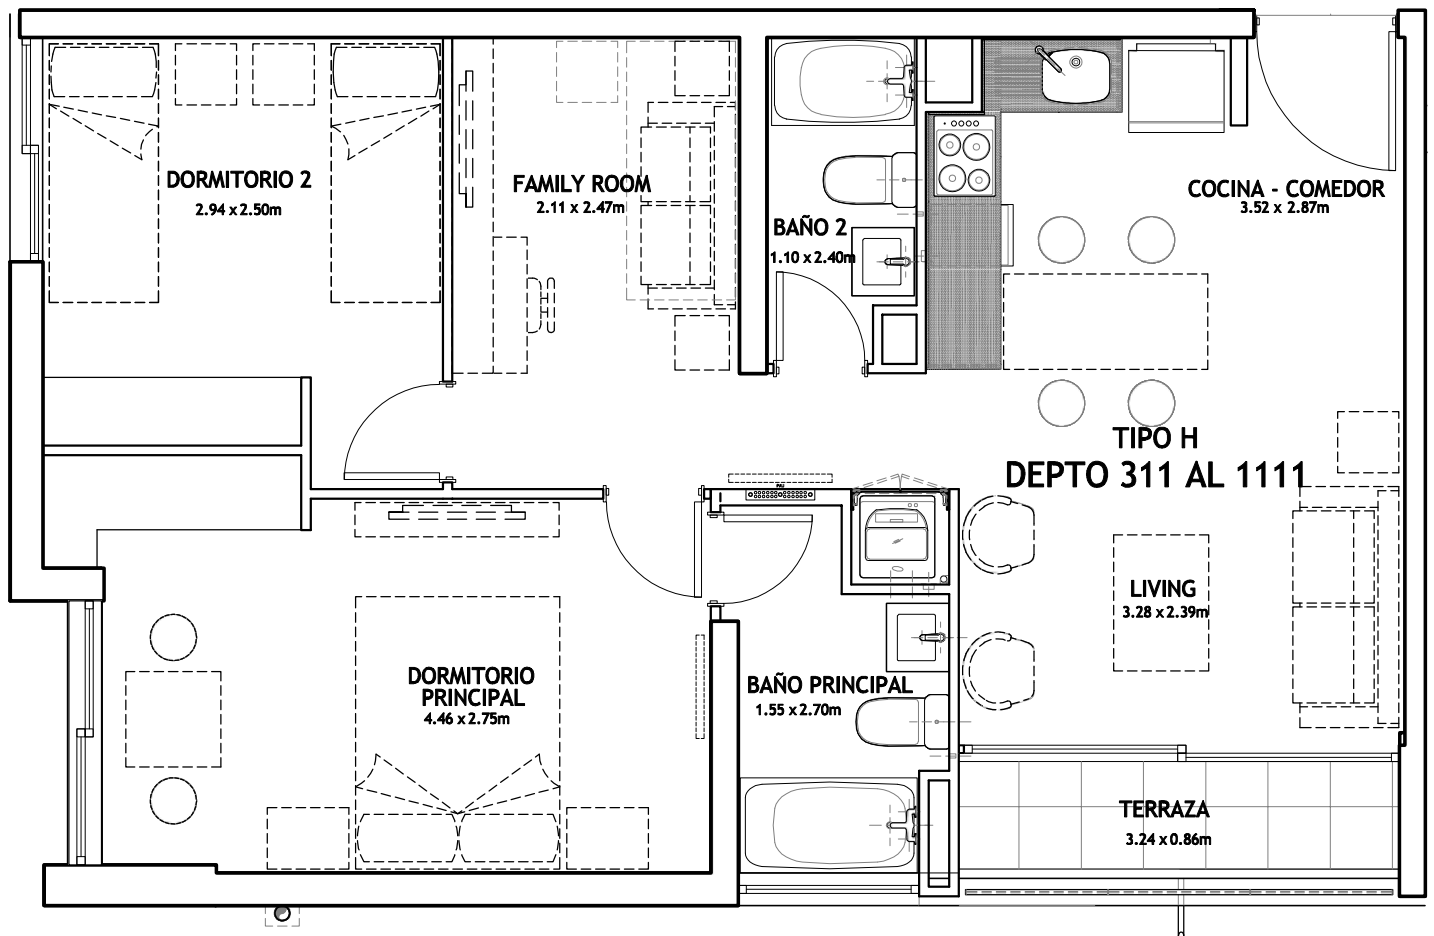 DORMITORIO 2
2.94 x 2.50m
FAMILY ROOM
2.11 x 2.47m
BAÑO 2
1.10 x 2.40m
COCINA - COMEDOR
3.52 x 2.87m
TIPO H
DEPTO 311 AL 1111
LIVING
3.28 x 2.39m
DORMITORIO
PRINCIPAL
4.46 x 2.75m
BAÑO PRINCIPAL
1.55 x 2.70m
TERRAZA
3.24 x 0.86m